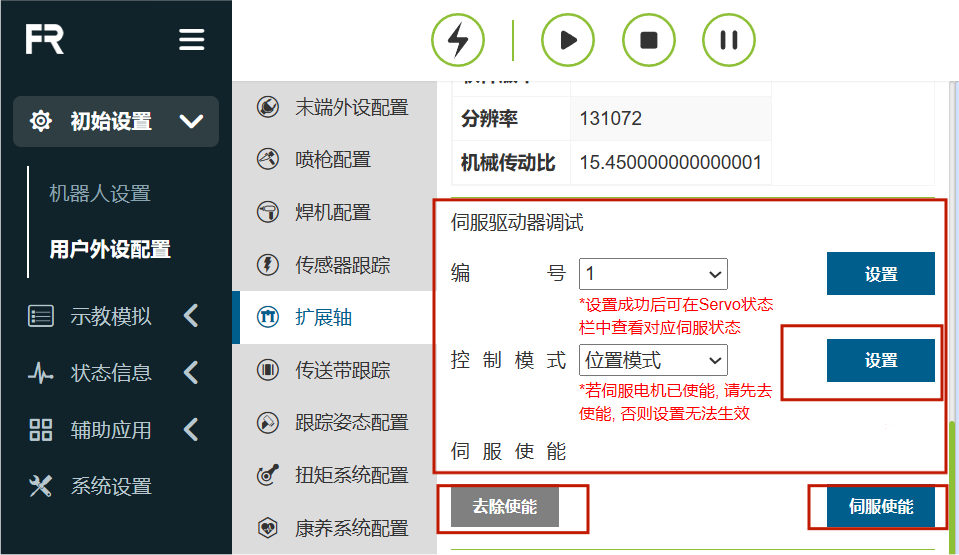 FR
初始设置
机器人设置
用户外设配置
示教模拟
状态信息
辅助应用
系统设置
末端外设配置
喷枪配置
焊机配置
传感器跟踪
扩展轴
传送带跟踪
跟踪姿态配置
扭矩系统配置
康养系统配置
分辨率 131072
机械传动比 15.450000000000001
伺服驱动器调试
编 号 1 设置
*设置成功后可在Servo状态
栏中查看对应伺服状态
控制模式 位置模式 设置
*若伺服电机已使能, 请先去
使能, 否则设置无法生效
伺服使能
去除使能 伺服使能